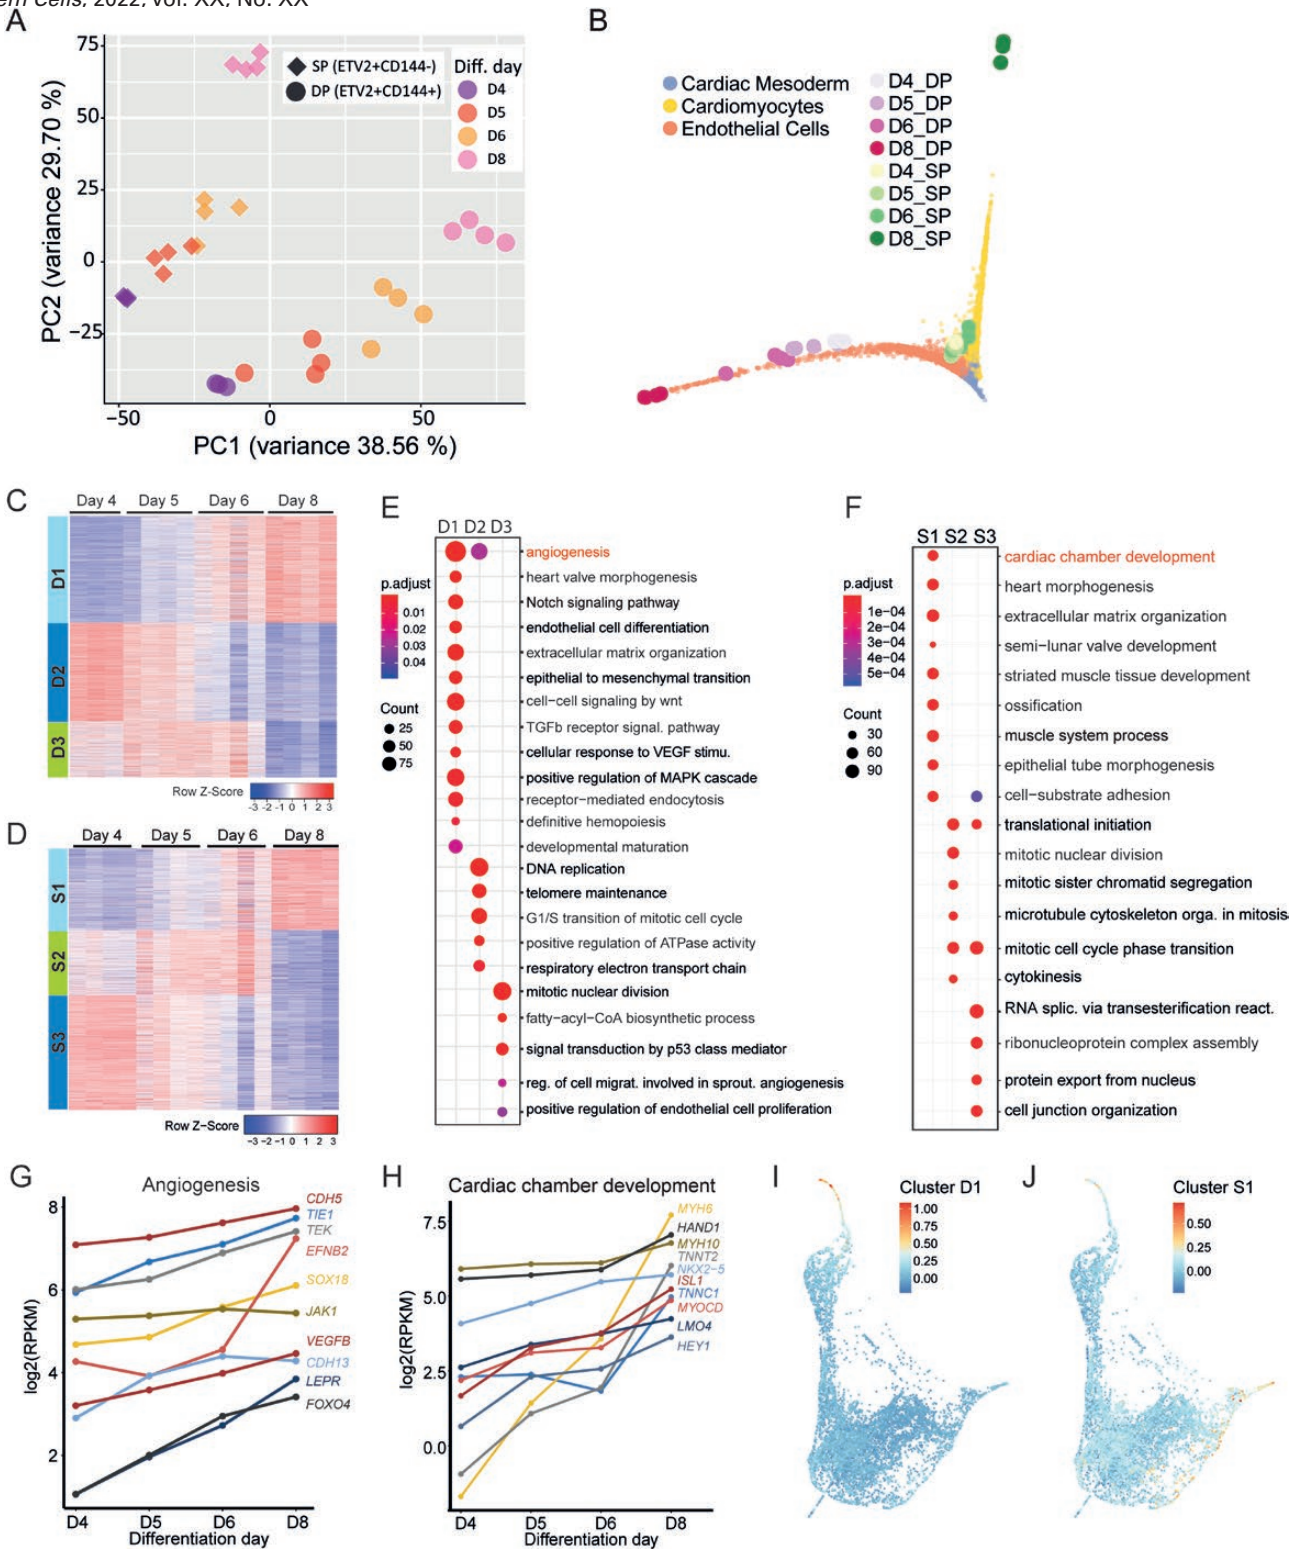 em Cells, 2022, Vol. XX, No. XX
A
75
50
25
0
−25
−50
0
50
PC2 (variance 29.70 %)
PC1 (variance 38.56 %)
SP (ETV2+CD144-)
DP (ETV2+CD144+)
Diff. day
D4
D5
D6
D8
B
Cardiac Mesoderm
Cardiomyocytes
Endothelial Cells
D4_DP
D5_DP
D6_DP
D8_DP
D4_SP
D5_SP
D6_SP
D8_SP
C
Day 4 Day 5 Day 6 Day 8
D1
D2
D3
Row Z-Score
-3 -2 -1 0 1 2 3
D
Day 4 Day 5 Day 6 Day 8
S1
S2
S3
Row Z−Score
−3 −2 −1 0 1 2 3
E
D1 D2 D3
p.adjust
0.01
0.02
0.03
0.04
Count
25
50
75
angiogenesis
heart valve morphogenesis
Notch signaling pathway
endothelial cell differentiation
extracellular matrix organization
epithelial to mesenchymal transition
cell−cell signaling by wnt
TGFb receptor signal. pathway
cellular response to VEGF stimu.
positive regulation of MAPK cascade
receptor−mediated endocytosis
definitive hemopoiesis
developmental maturation
DNA replication
telomere maintenance
G1/S transition of mitotic cell cycle
positive regulation of ATPase activity
respiratory electron transport chain
mitotic nuclear division
fatty−acyl−CoA biosynthetic process
signal transduction by p53 class mediator
reg. of cell migrat. involved in sprout. angiogenesis
positive regulation of endothelial cell proliferation
F
S1 S2 S3
p.adjust
1e−04
2e−04
3e−04
4e−04
5e−04
Count
30
60
90
cardiac chamber development
heart morphogenesis
extracellular matrix organization
semi−lunar valve development
striated muscle tissue development
ossification
muscle system process
epithelial tube morphogenesis
cell−substrate adhesion
translational initiation
mitotic nuclear division
mitotic sister chromatid segregation
microtubule cytoskeleton orga. in mitosis
mitotic cell cycle phase transition
cytokinesis
RNA splic. via transesterification react.
ribonucleoprotein complex assembly
protein export from nucleus
cell junction organization
G
Angiogenesis
log2(RPKM)
8
6
4
2
D4 D5 D6 D8
Differentiation day
CDH5
TIE1
TEK
EFNB2
SOX18
JAK1
VEGFB
CDH13
LEPR
FOXO4
H
Cardiac chamber development
log2(RPKM)
7.5
5.0
2.5
0.0
D4 D5 D6 D8
Differentiation day
MYH6
HAND1
MYH10
TNNT2
NKX2−5
ISL1
TNNC1
MYOCD
LMO4
HEY1
I
Cluster D1
1.00
0.75
0.50
0.25
0.00
J
Cluster S1
0.50
0.25
0.00